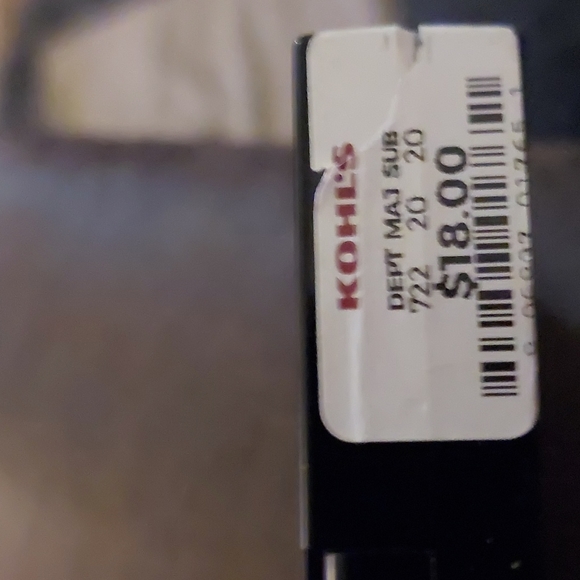 KOHL'S
DEPT MAJ SUB
722 20 20
$18.00